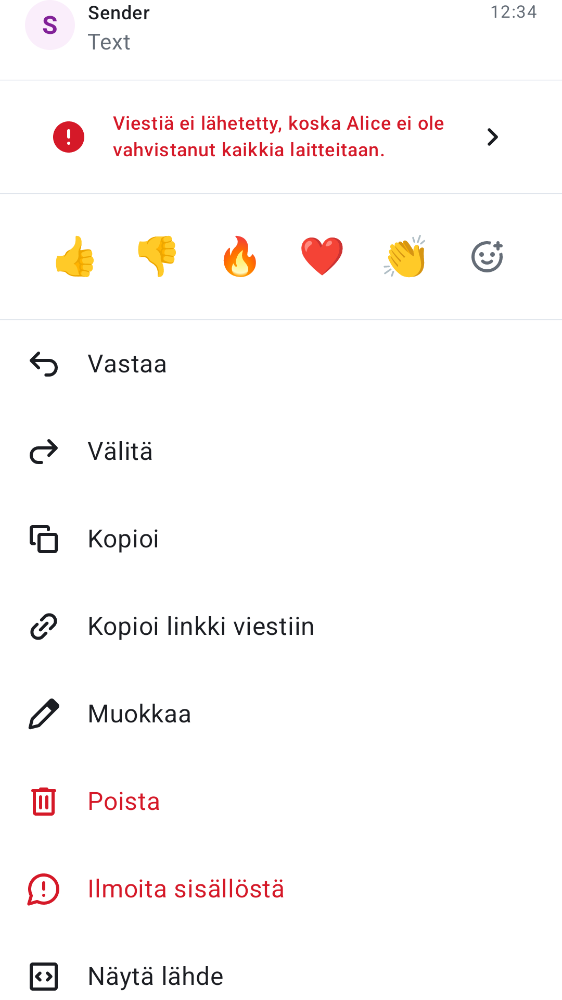 S
Sender
12:34
Text
Viestiä ei lähetetty, koska Alice ei ole
vahvistanut kaikkia laitteitaan.
Vastaa
Välitä
Kopioi
Kopioi linkki viestiin
Muokkaa
Poista
Ilmoita sisällöstä
Näytä lähde